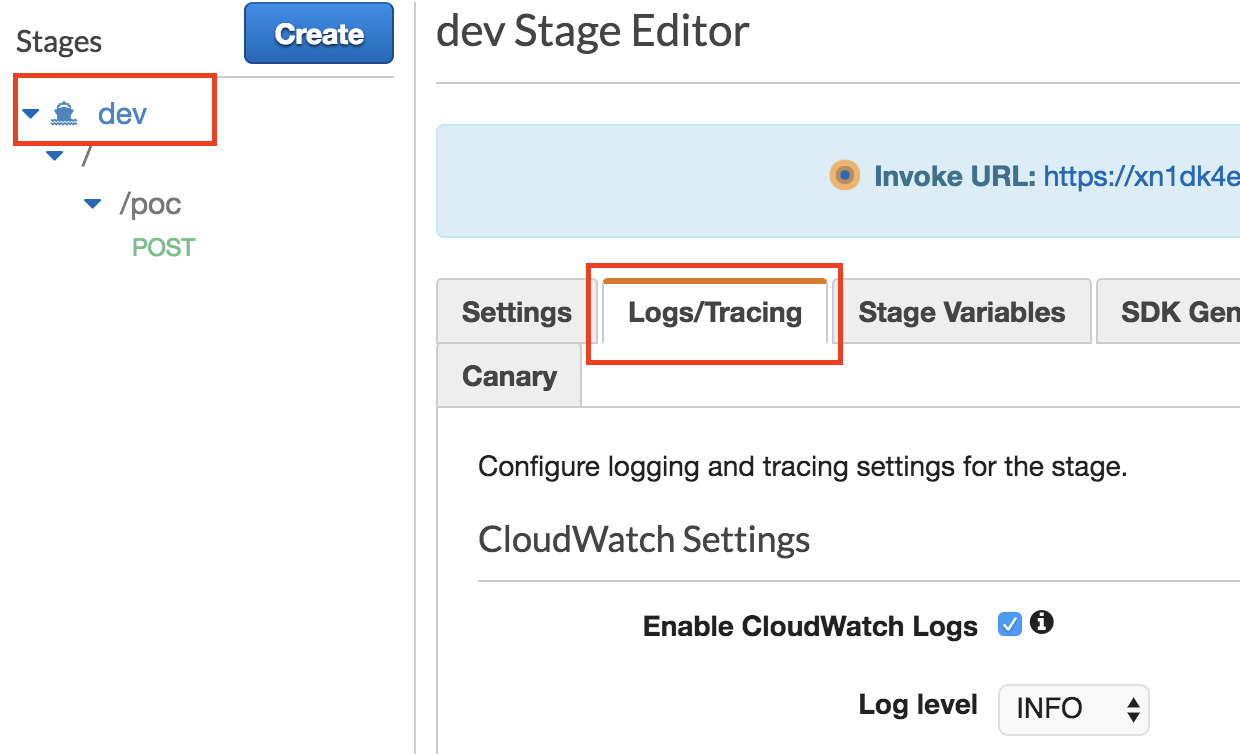 Stages
Create
dev
/
/poc
POST
dev Stage Editor
Invoke URL: https://xn1dk4e
Settings
Logs/Tracing
Stage Variables
SDK Gen
Canary
Configure logging and tracing settings for the stage.
CloudWatch Settings
Enable CloudWatch Logs
Log level
INFO